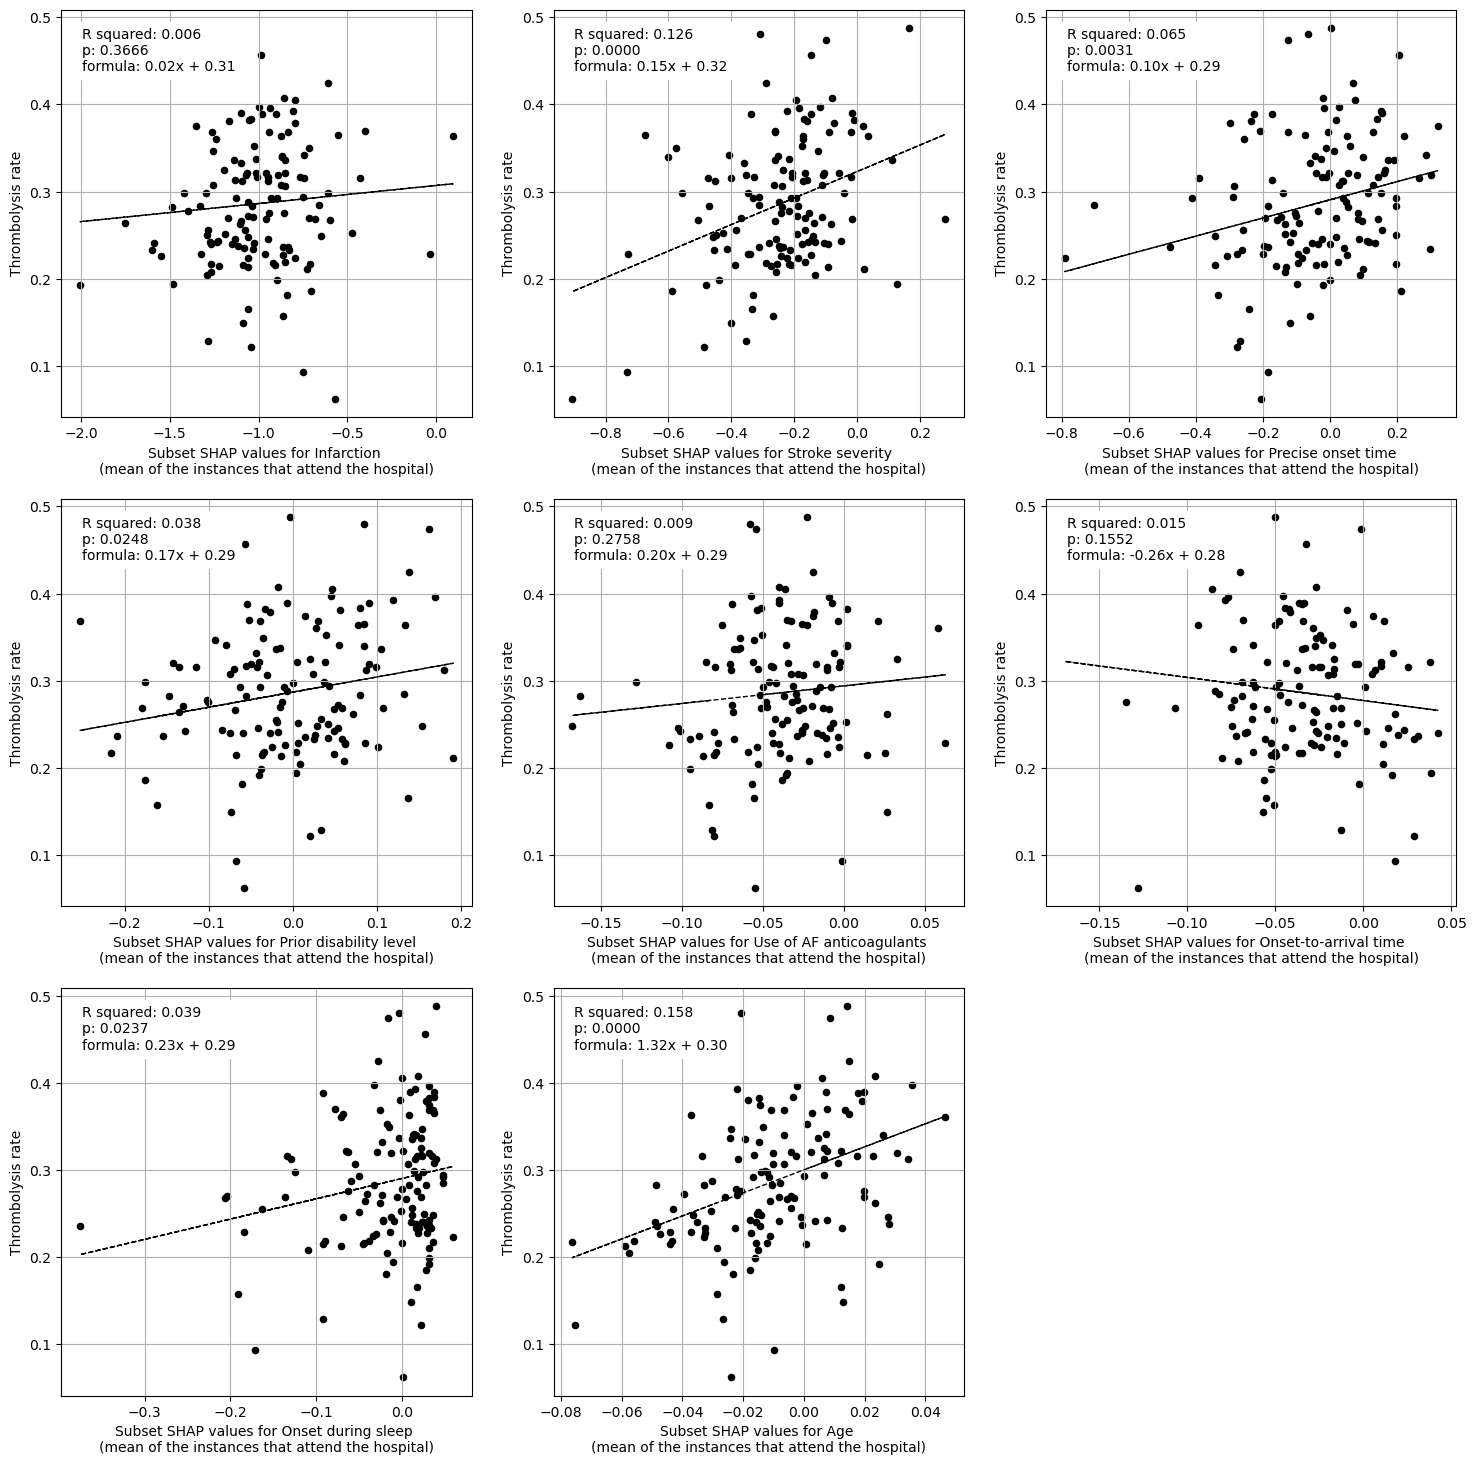 R squared: 0.006
p: 0.3666
formula: 0.02x + 0.31
Thrombolysis rate
0.5
0.4
0.3
0.2
0.1
−2.0 −1.5 −1.0 −0.5 0.0
Subset SHAP values for Infarction
(mean of the instances that attend the hospital)
R squared: 0.126
p: 0.0000
formula: 0.15x + 0.32
Thrombolysis rate
0.5
0.4
0.3
0.2
0.1
−0.8 −0.6 −0.4 −0.2 0.0 0.2
Subset SHAP values for Stroke severity
(mean of the instances that attend the hospital)
R squared: 0.065
p: 0.0031
formula: 0.10x + 0.29
Thrombolysis rate
0.5
0.4
0.3
0.2
0.1
−0.8 −0.6 −0.4 −0.2 0.0 0.2
Subset SHAP values for Precise onset time
(mean of the instances that attend the hospital)
R squared: 0.038
p: 0.0248
formula: 0.17x + 0.29
Thrombolysis rate
0.5
0.4
0.3
0.2
0.1
−0.2 −0.1 0.0 0.1 0.2
Subset SHAP values for Prior disability level
(mean of the instances that attend the hospital)
R squared: 0.009
p: 0.2758
formula: 0.20x + 0.29
Thrombolysis rate
0.5
0.4
0.3
0.2
0.1
−0.15 −0.10 −0.05 0.00 0.05
Subset SHAP values for Use of AF anticoagulants
(mean of the instances that attend the hospital)
R squared: 0.015
p: 0.1552
formula: -0.26x + 0.28
Thrombolysis rate
0.5
0.4
0.3
0.2
0.1
−0.15 −0.10 −0.05 0.00 0.05
Subset SHAP values for Onset-to-arrival time
(mean of the instances that attend the hospital)
R squared: 0.039
p: 0.0237
formula: 0.23x + 0.29
Thrombolysis rate
0.5
0.4
0.3
0.2
0.1
−0.3 −0.2 −0.1 0.0
Subset SHAP values for Onset during sleep
(mean of the instances that attend the hospital)
R squared: 0.158
p: 0.0000
formula: 1.32x + 0.30
Thrombolysis rate
0.5
0.4
0.3
0.2
0.1
−0.08 −0.06 −0.04 −0.02 0.00 0.02 0.04
Subset SHAP values for Age
(mean of the instances that attend the hospital)